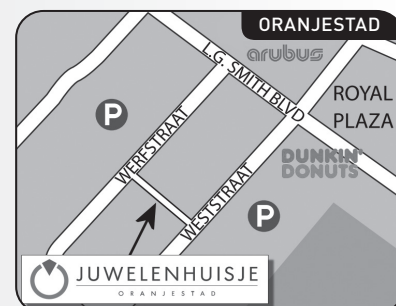 ORANJESTAD
arubus
L.G. SMITH BLVD
ROYAL
PLAZA
P
WERFSTRAAT
DUNKIN'
DONUTS
WESTSTRAAT
P
JUWELENHUISJE
ORANJESTAD